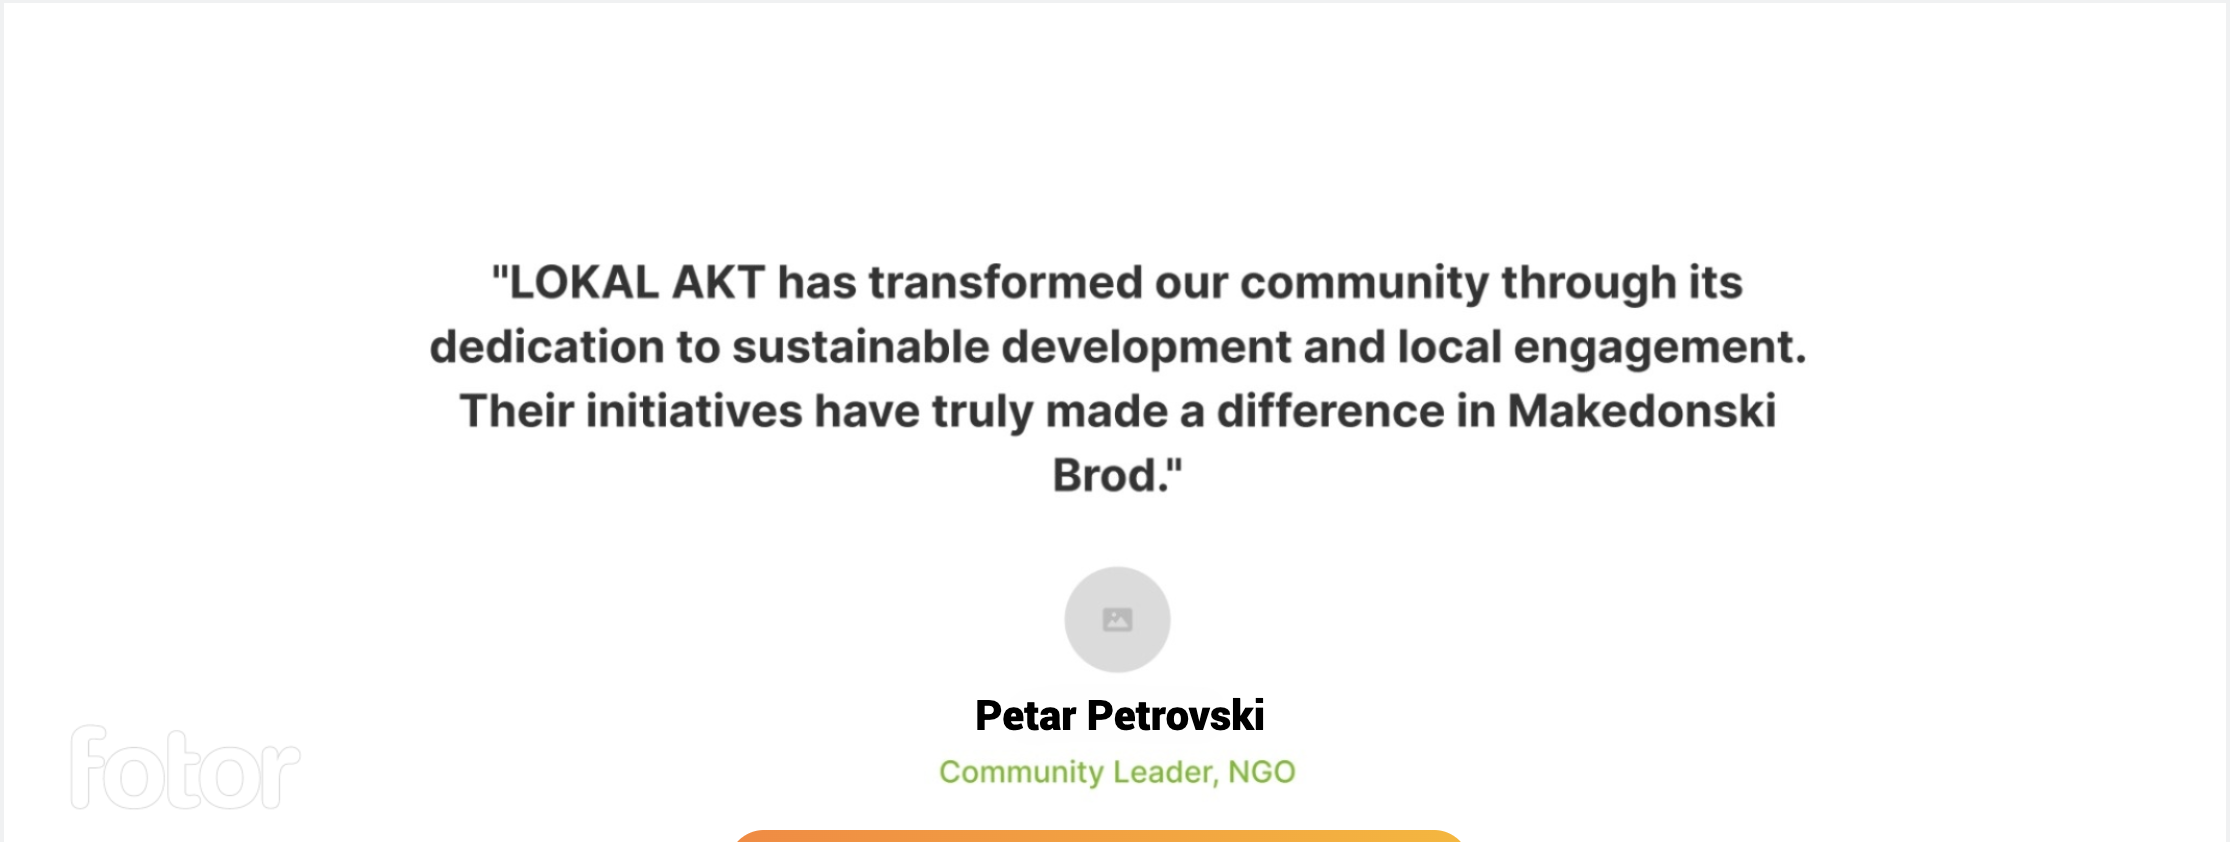 "LOKAL AKT has transformed our community through its
dedication to sustainable development and local engagement.
Their initiatives have truly made a difference in Makedonski
Brod."
Petar Petrovski
Community Leader, NGO
fotor